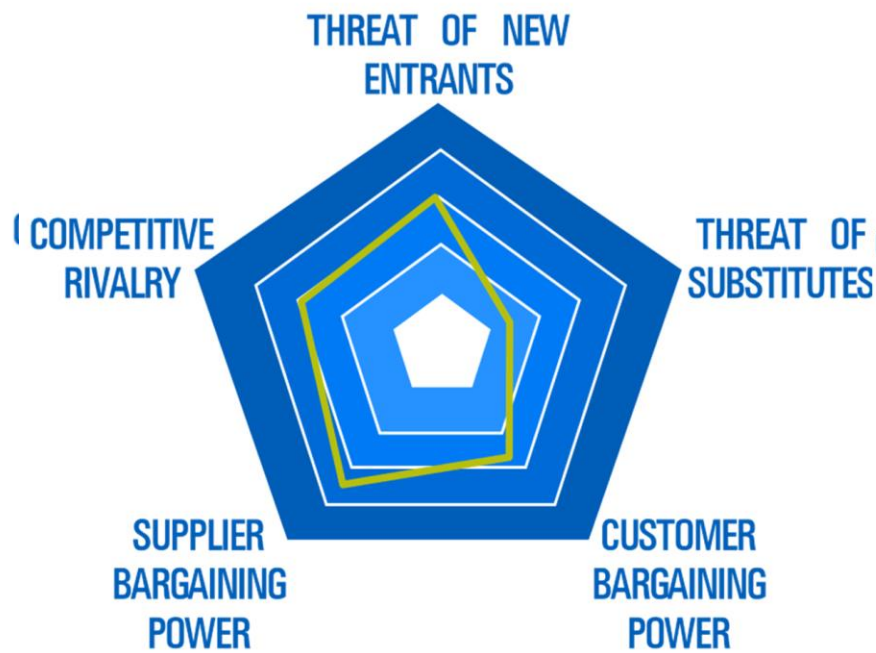 THREAT OF NEW
ENTRANTS
COMPETITIVE
RIVALRY
THREAT OF
SUBSTITUTES
SUPPLIER
BARGAINING
POWER
CUSTOMER
BARGAINING
POWER